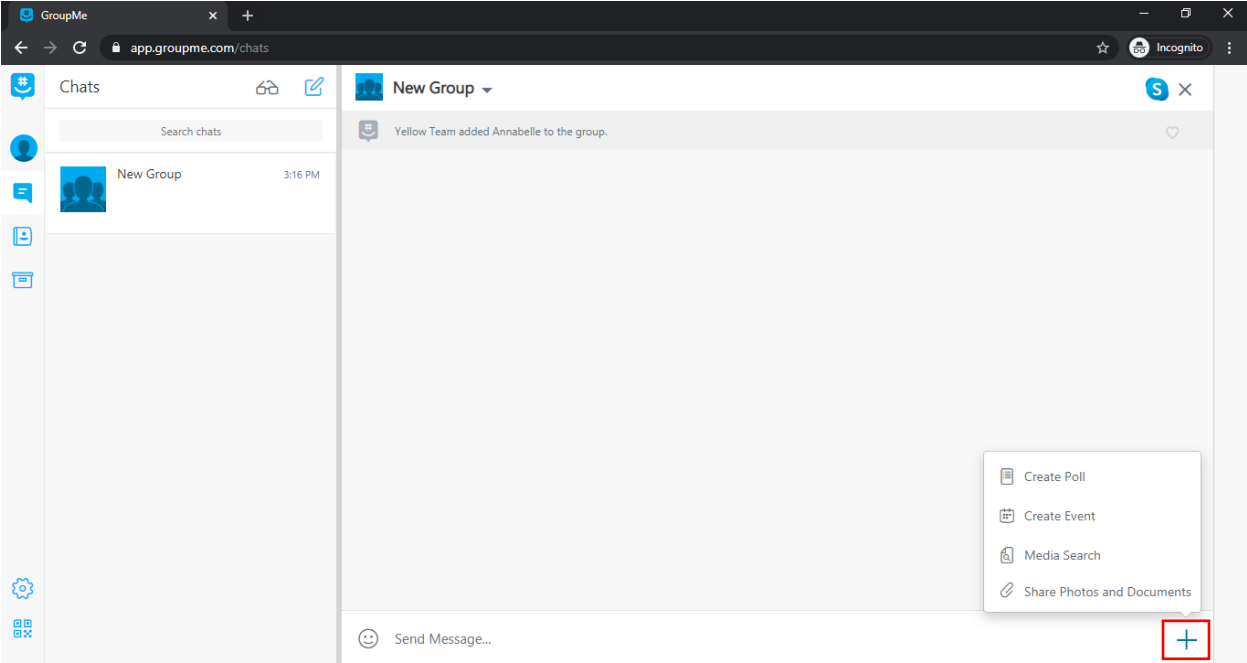 GroupMe
app.groupme.com/chats
Incognito
Chats
Search chats
New Group
3:16 PM
New Group
Yellow Team added Annabelle to the group.
Create Poll
Create Event
Media Search
Share Photos and Documents
Send Message...